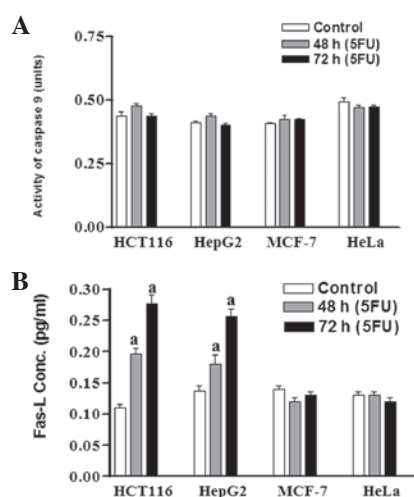 A
Control
48 h (5FU)
72 h (5FU)
Activity of caspase 9 (units)
0.75
0.50
0.25
0.00
HCT116 HepG2 MCF-7 HeLa
B
Control
48 h (5FU)
72 h (5FU)
Fas-L Conc. (pg/ml)
0.30
0.25
0.20
0.15
0.10
0.05
0.00
a a a a
HCT116 HepG2 MCF-7 HeLa